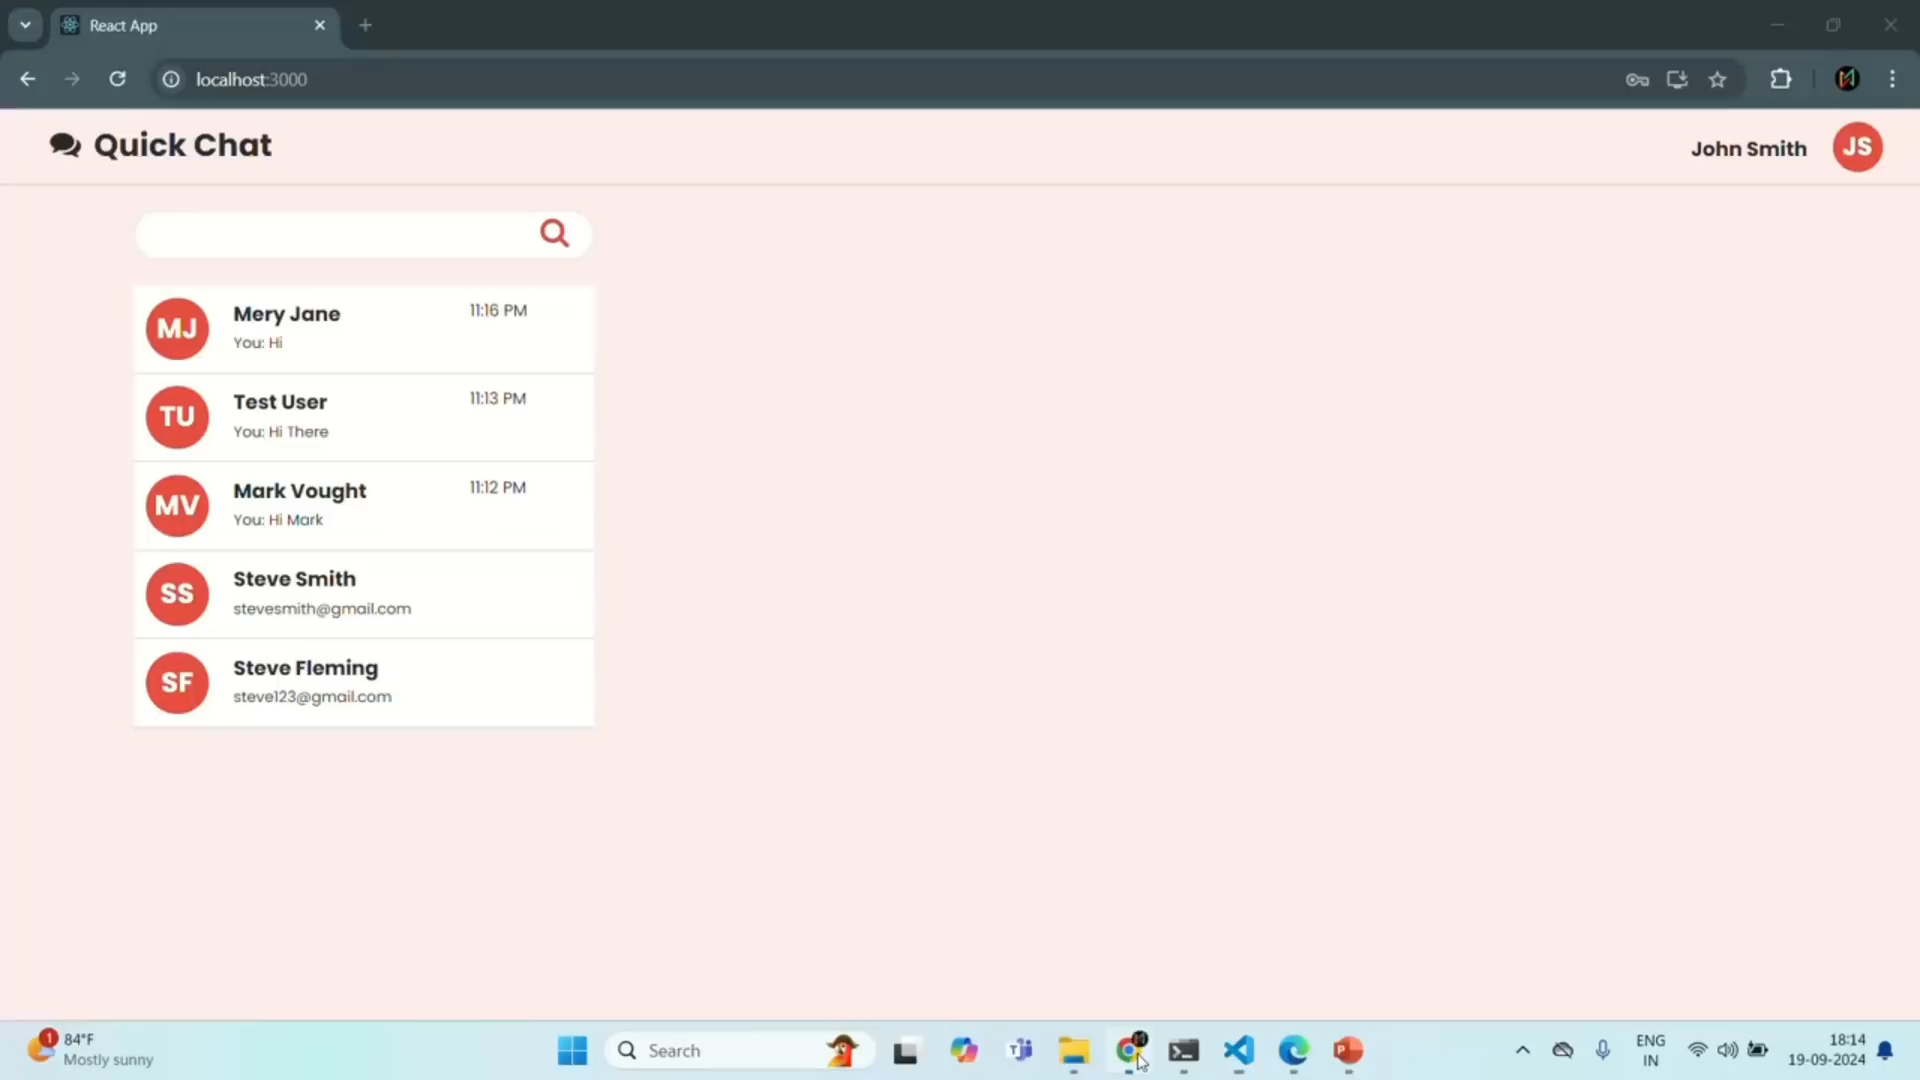 React App
localhost:3000
Quick Chat
John Smith
JS
MJ
Mery Jane
11:16 PM
You: Hi
TU
Test User
11:13 PM
You: Hi There
MV
Mark Vought
11:12 PM
You: Hi Mark
SS
Steve Smith
stevesmith@gmail.com
SF
Steve Fleming
steve123@gmail.com
1
84°F
Mostly sunny
Search
ENG
IN
18:14
19-09-2024